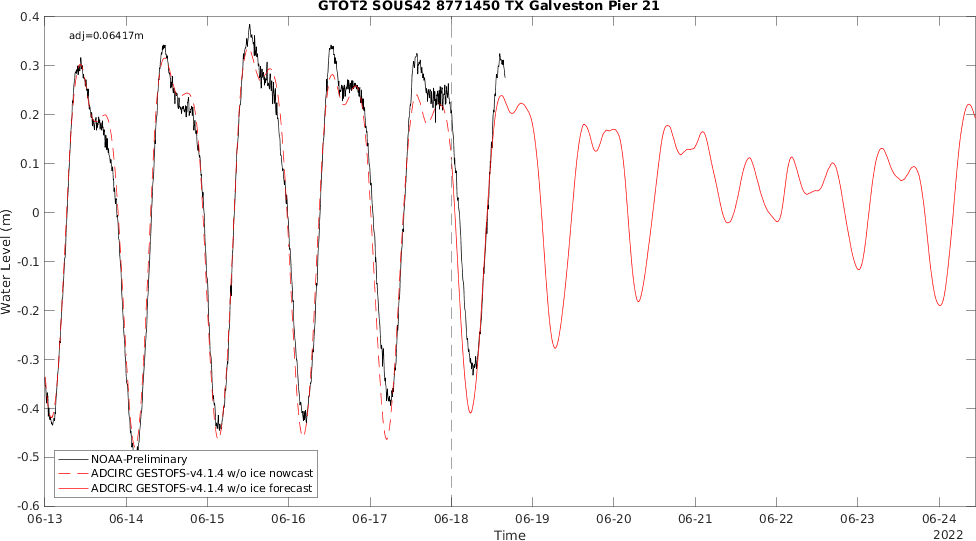 GTOT2 SOUS42 8771450 TX Galveston Pier 21
adj=0.06417m
Water Level (m)
0.4
0.3
0.2
0.1
0
-0.1
-0.2
-0.3
-0.4
-0.5
-0.6
NOAA-Preliminary
ADCIRC GESTOFS-v4.1.4 w/o ice nowcast
ADCIRC GESTOFS-v4.1.4 w/o ice forecast
06-13 06-14 06-15 06-16 06-17 06-18 06-19 06-20 06-21 06-22 06-23 06-24
Time
2022